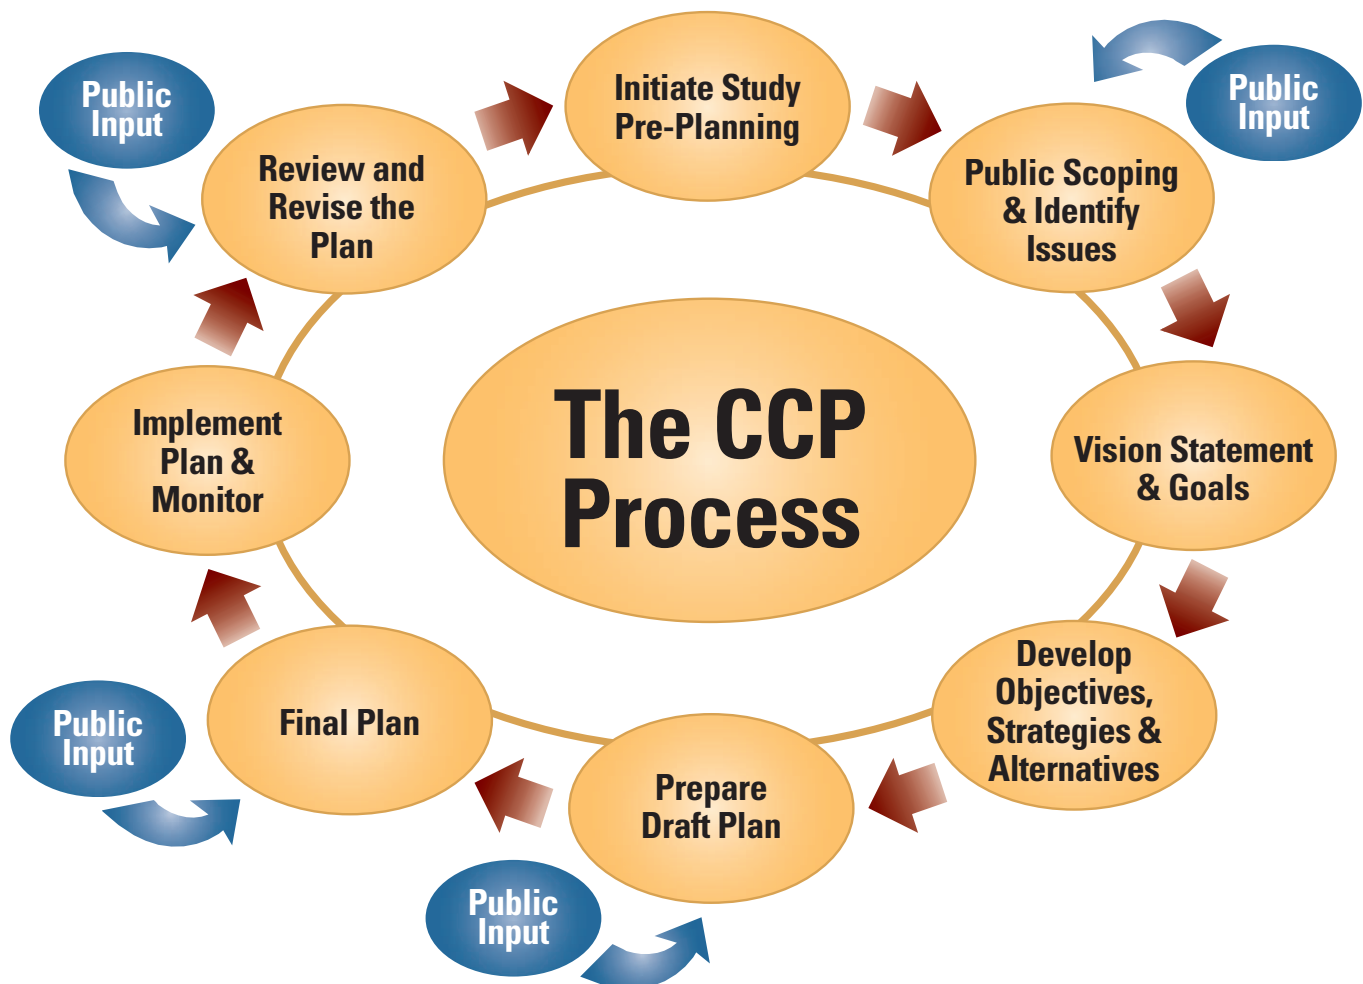 The CCP
Process
Initiate Study
Pre-Planning
Public
Input
Public Scoping
& Identify
Issues
Vision Statement
& Goals
Develop
Objectives,
Strategies &
Alternatives
Prepare
Draft Plan
Public
Input
Final Plan
Public
Input
Implement
Plan &
Monitor
Review and
Revise the
Plan
Public
Input